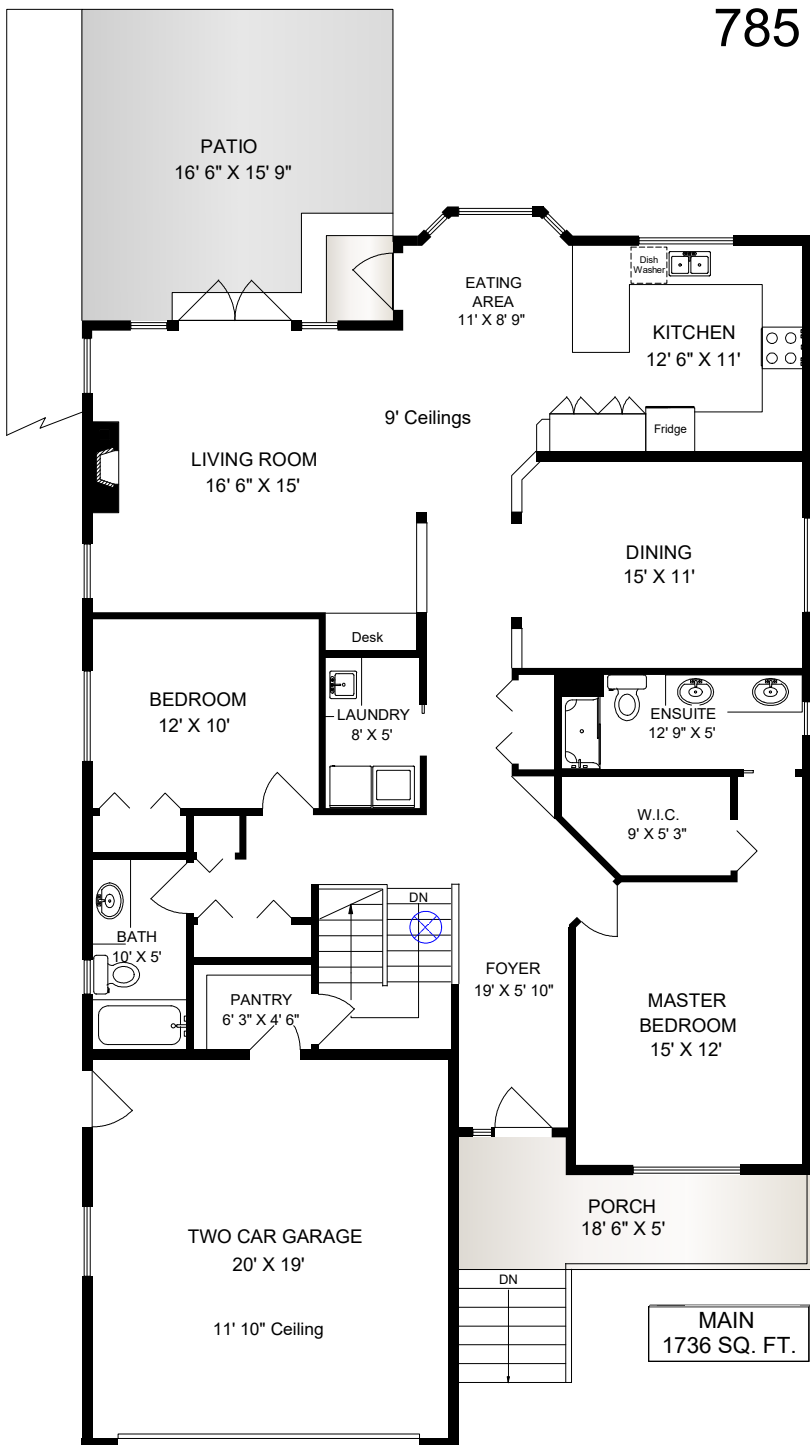 785
PATIO
16' 6" X 15' 9"
EATING
AREA
11' X 8' 9"
Dish
Washer
KITCHEN
12' 6" X 11'
9' Ceilings
Fridge
LIVING ROOM
16' 6" X 15'
DINING
15' X 11'
Desk
BEDROOM
12' X 10'
LAUNDRY
8' X 5'
ENSUITE
12' 9" X 5'
W.I.C.
9' X 5' 3"
DN
BATH
10' X 5'
FOYER
19' X 5' 10"
PANTRY
6' 3" X 4' 6"
MASTER
BEDROOM
15' X 12'
PORCH
18' 6" X 5'
TWO CAR GARAGE
20' X 19'
11' 10" Ceiling
DN
MAIN
1736 SQ. FT.